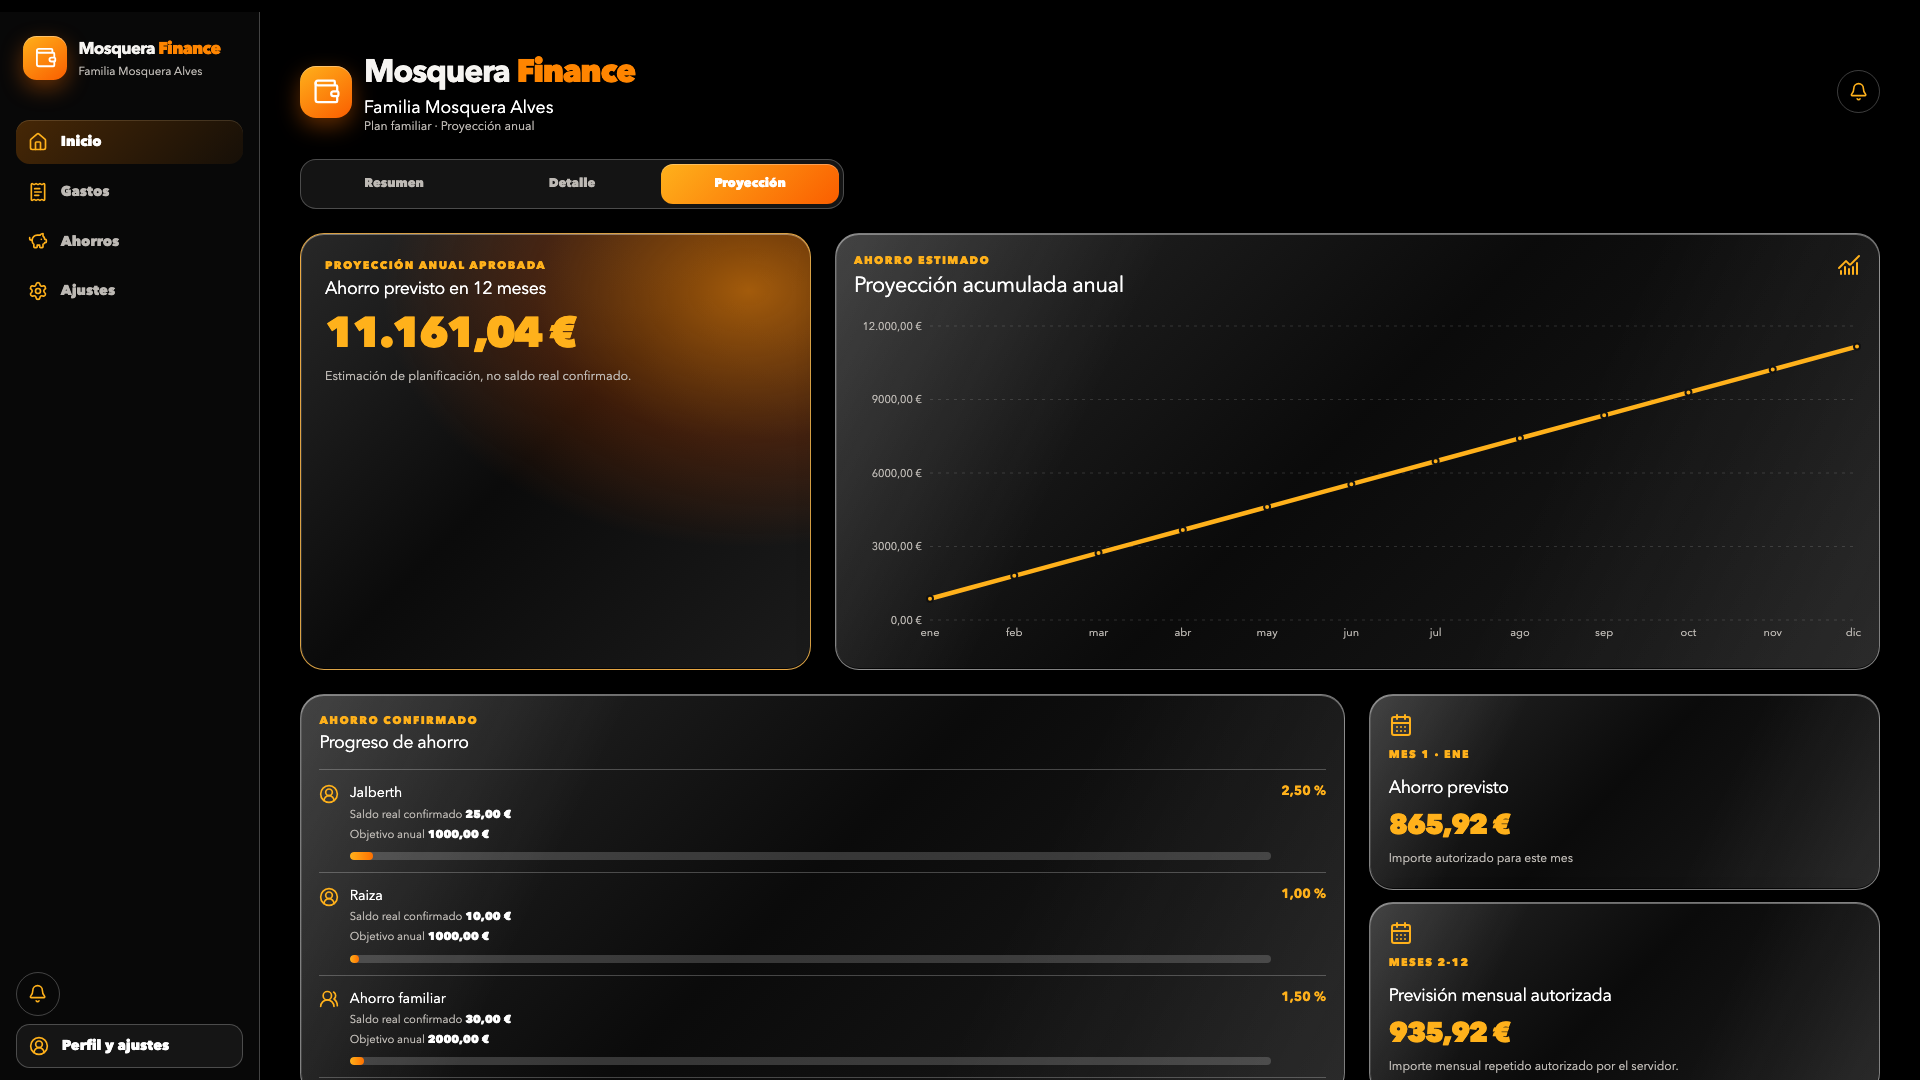 Mosquera Finance
Familia Mosquera Alves
Inicio
Gastos
Ahorros
Ajustes
Perfil y ajustes
Mosquera Finance
Familia Mosquera Alves
Plan familiar · Proyección anual
Resumen
Detalle
Proyección
PROYECCIÓN ANUAL APROBADA
Ahorro previsto en 12 meses
11.161,04 €
Estimación de planificación, no saldo real confirmado.
AHORRO ESTIMADO
Proyección acumulada anual
12.000,00 €
9000,00 €
6000,00 €
3000,00 €
0,00 €
ene feb mar abr may jun jul ago sep oct nov dic
AHORRO CONFIRMADO
Progreso de ahorro
Jalberth
2,50 %
Saldo real confirmado 25,00 €
Objetivo anual 1000,00 €
Raiza
1,00 %
Saldo real confirmado 10,00 €
Objetivo anual 1000,00 €
Ahorro familiar
1,50 %
Saldo real confirmado 30,00 €
Objetivo anual 2000,00 €
MES 1 · ENE
Ahorro previsto
865,92 €
Importe autorizado para este mes
MESES 2-12
Previsión mensual autorizada
935,92 €
Importe mensual repetido autorizado por el servidor.